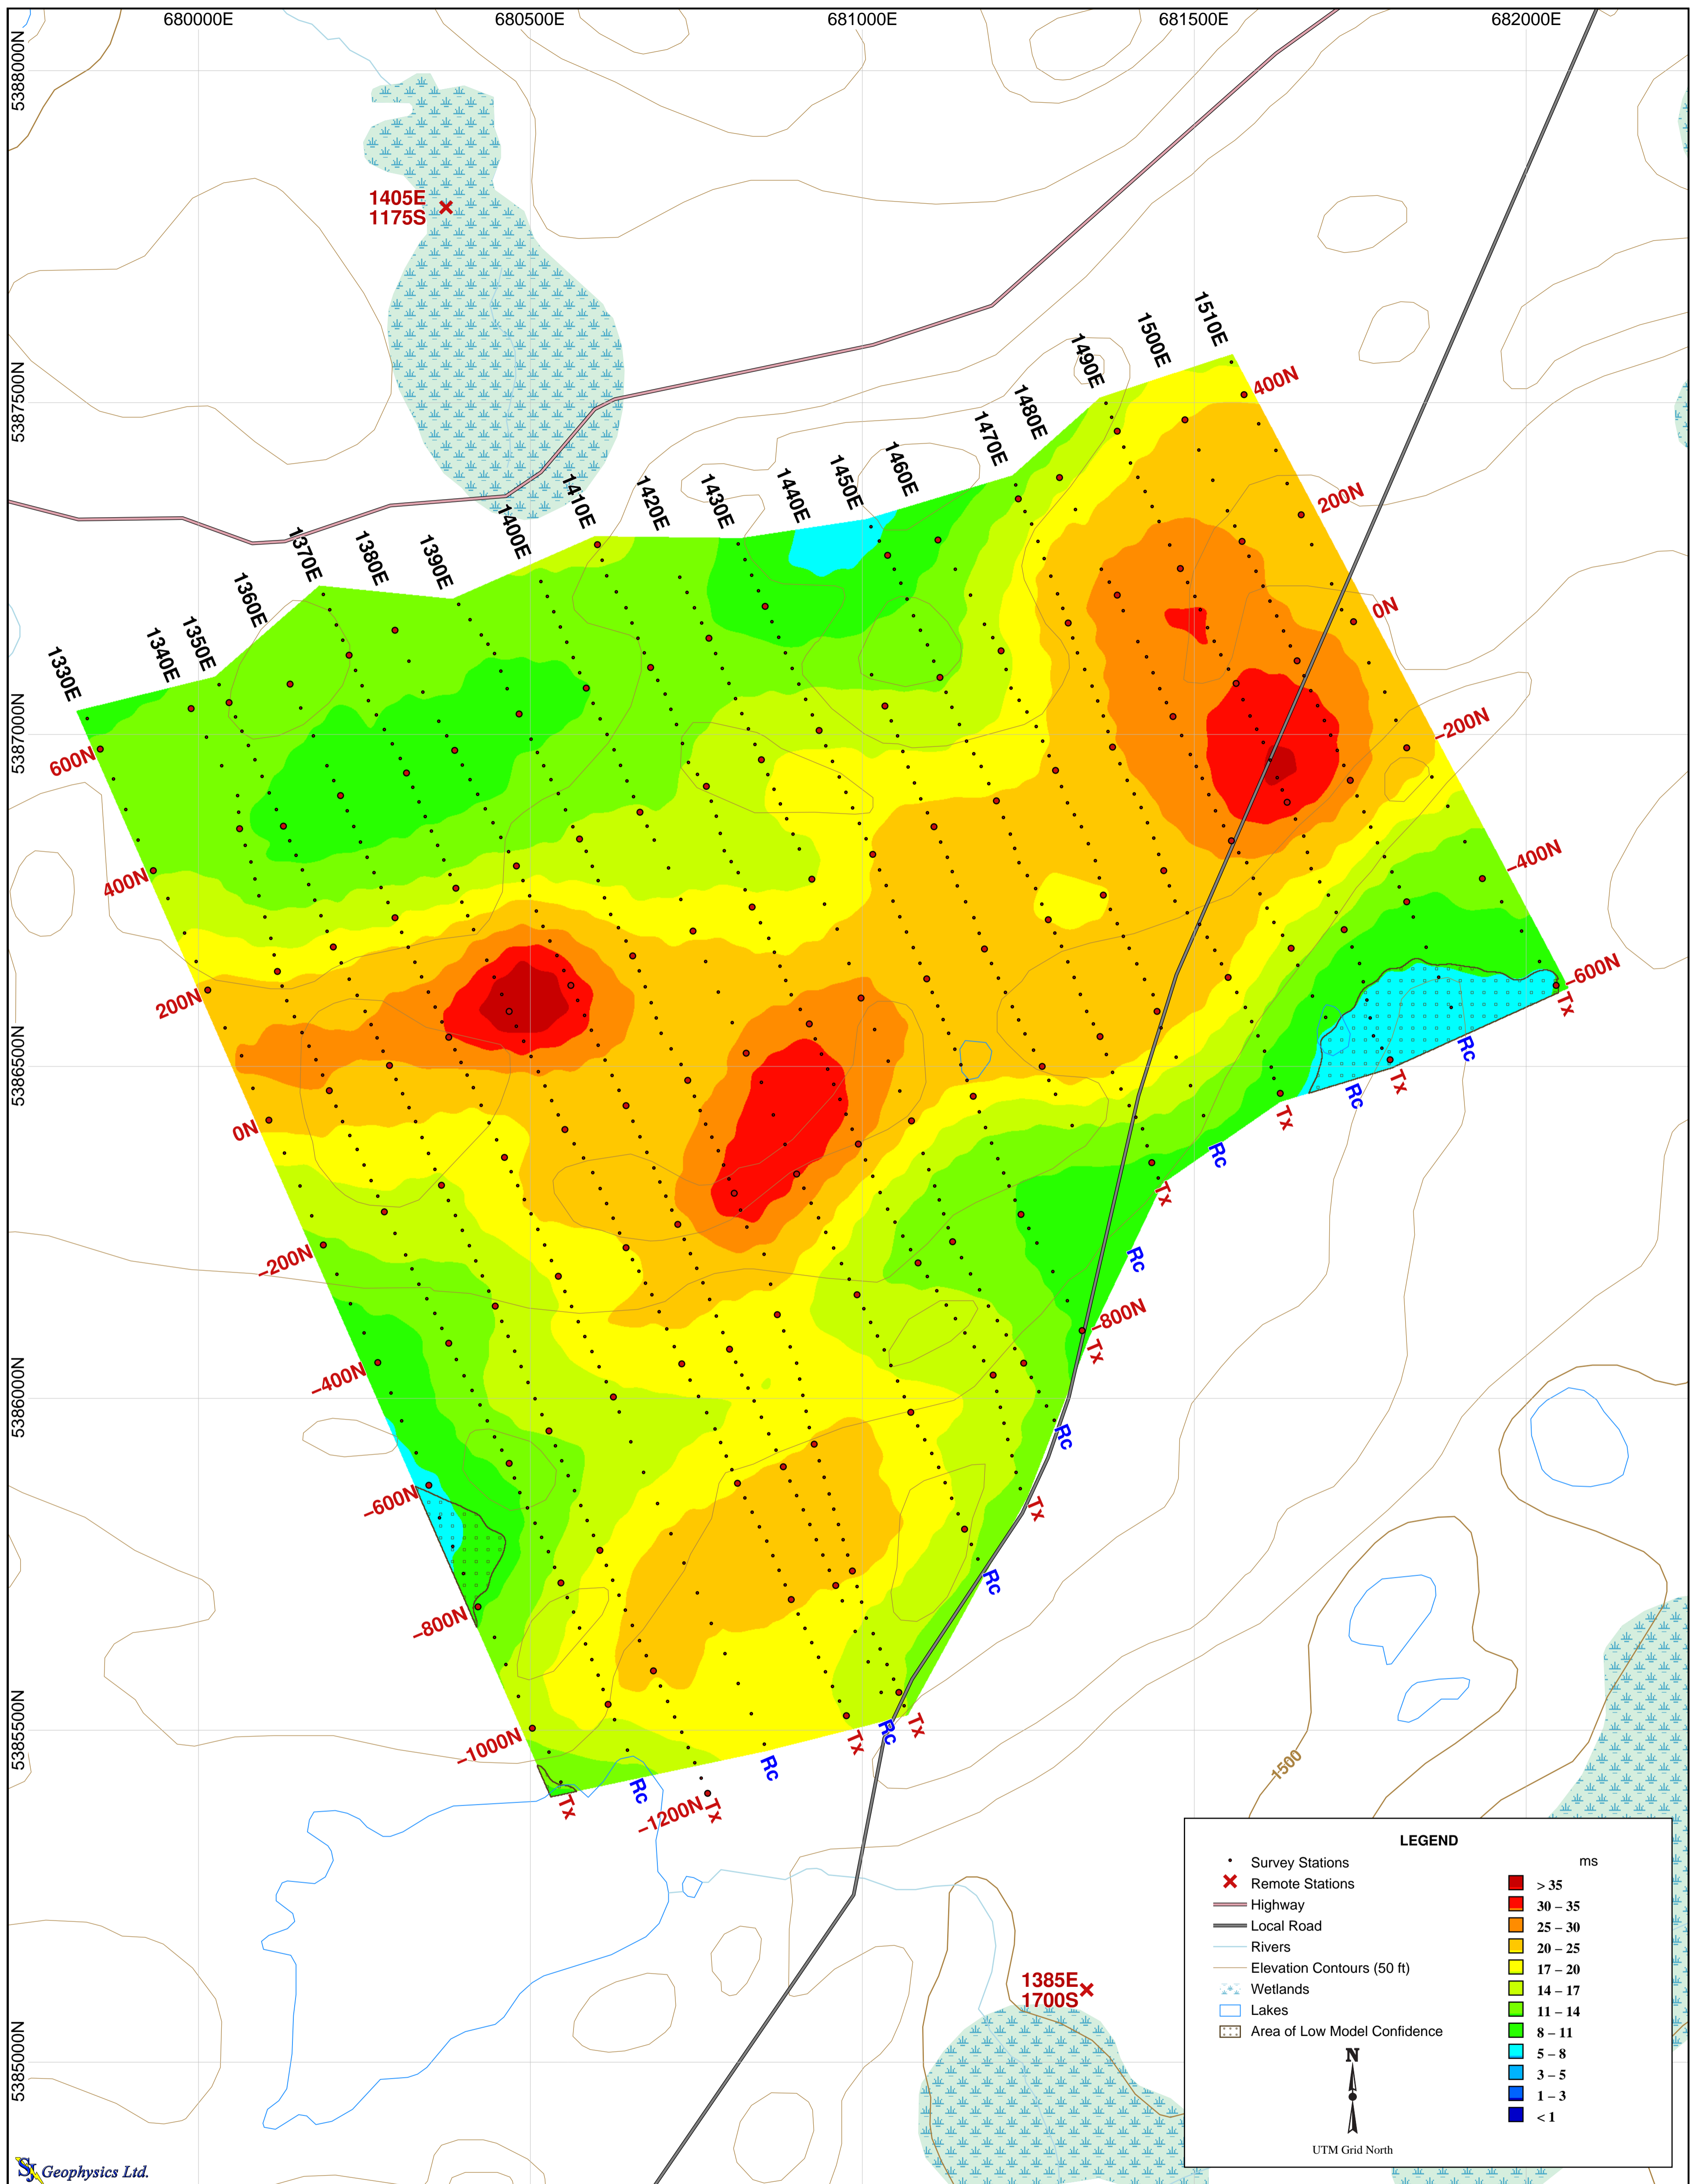 680000E 680500E 681000E 681500E 682000E
5388000N
5387500N
5387000N
5386500N
5386000N
5385500N
5385000N
1405E
1175S
1330E
1340E
1350E
1360E
1370E
1380E
1390E
1400E
1410E
1420E
1430E
1440E
1450E
1460E
1470E
1480E
1490E
1500E
1510E
400N
200N
0N
−200N
−400N
−600N
600N
400N
200N
0N
−200N
−400N
−600N
−800N
−1000N
−1200N
−800N
Tx
Rc
Tx
Rc
Tx
Rc
Tx
Rc
Tx
Rc
Tx
Rc
Tx
Rc
Tx
Rc
Tx
Rc
Tx
1500
1385E
1700S
LEGEND
Survey Stations
Remote Stations
Highway
Local Road
Rivers
Elevation Contours (50 ft)
Wetlands
Lakes
Area of Low Model Confidence
ms
> 35
30 – 35
25 – 30
20 – 25
17 – 20
14 – 17
11 – 14
8 – 11
5 – 8
3 – 5
1 – 3
< 1
N
UTM Grid North
SJ Geophysics Ltd.